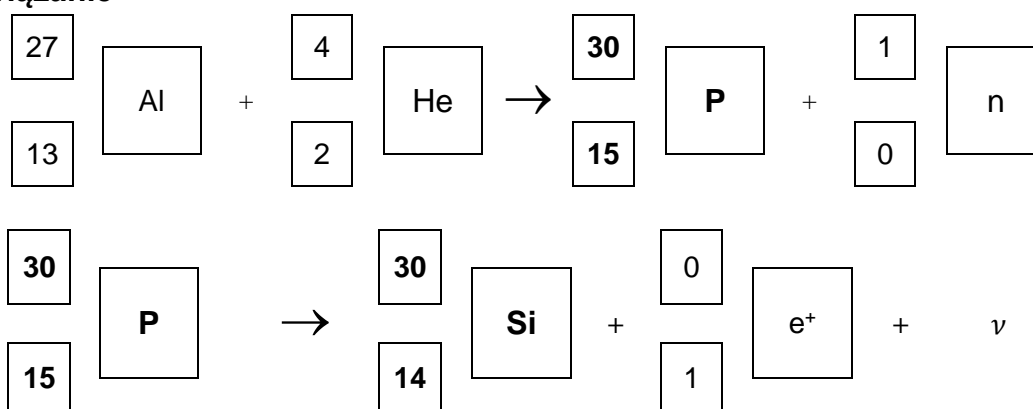 27 4 30 1
Al + He → P + n
13 2 15 0
30 30 0
P → Si + e⁺ + ν
15 14 1